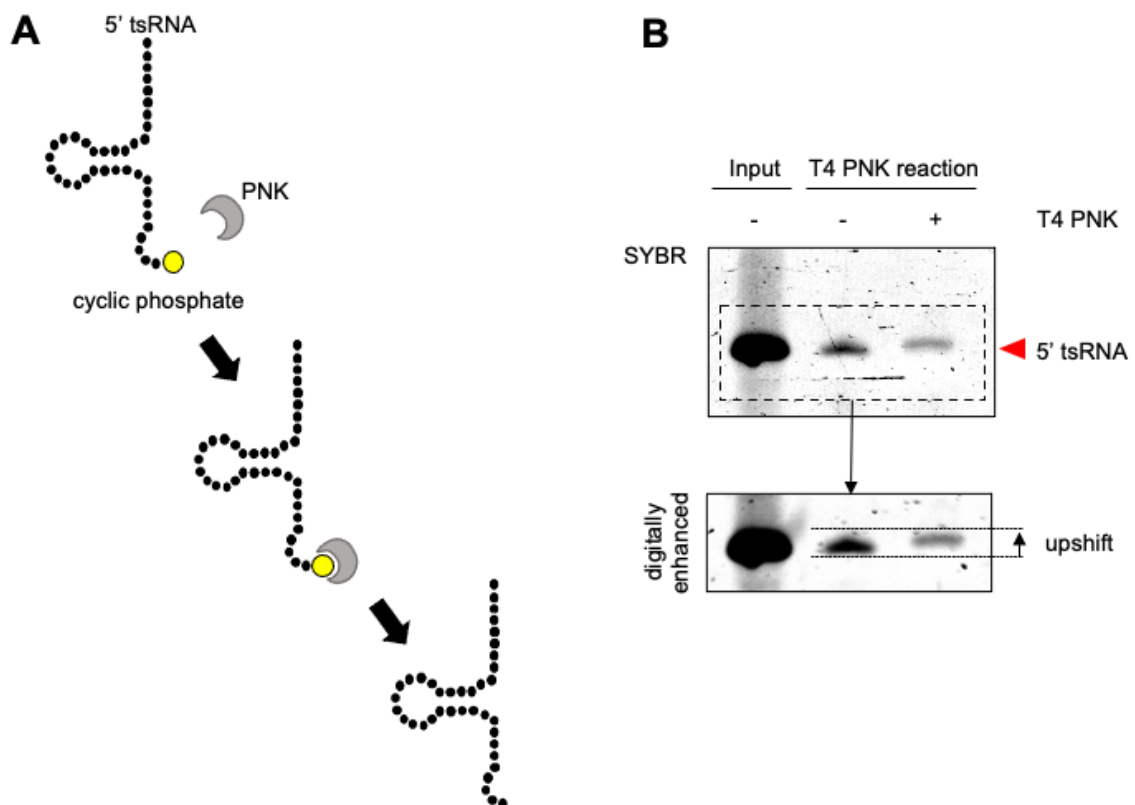 A
5' tsRNA
PNK
cyclic phosphate
B
Input T4 PNK reaction
- - + T4 PNK
SYBR
5' tsRNA
digitally
enhanced
upshift